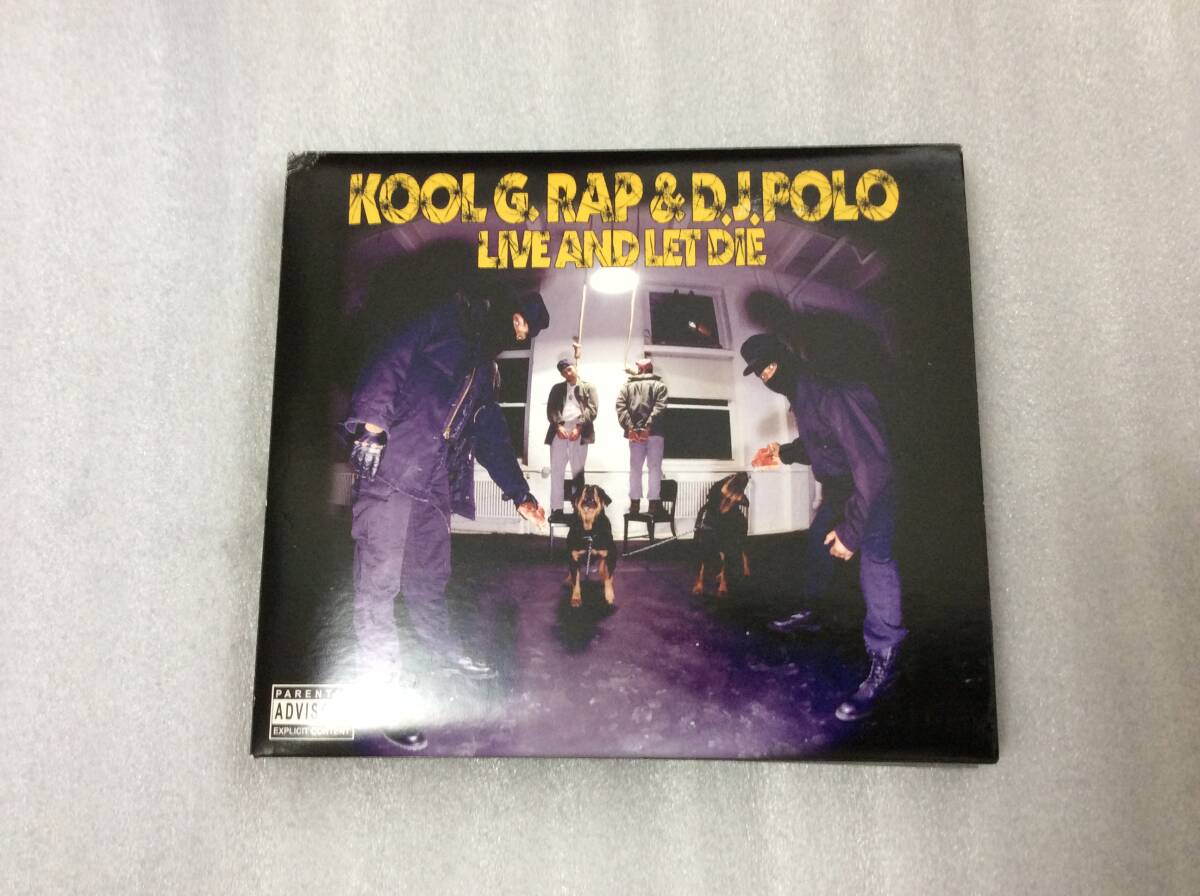 KOOL G. RAP & D.J. POLO
LIVE AND LET DIE
EXPLICIT CONTENT